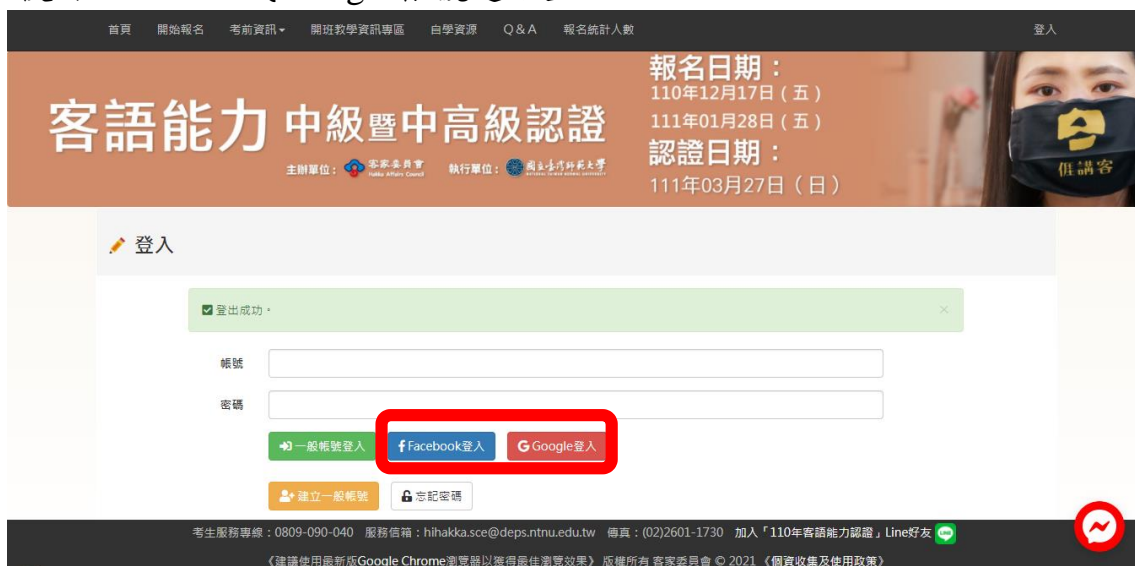 首頁 開始報名 考前資訊 開班教學資訊專區 自學資源 Q&A 報名統計人數 登入
客語能力 中級暨中高級認證
主辦單位： 客家委員會 Hakka Affairs Council 執行單位： 國立臺灣師範大學 NATIONAL TAIWAN NORMAL UNIVERSITY
報名日期：
110年12月17日（五）
111年01月28日（五）
認證日期：
111年03月27日（日）
𠊎講客
登入
登出成功。 ×
帳號
密碼
一般帳號登入 Facebook登入 Google登入
建立一般帳號 忘記密碼
考生服務專線：0809-090-040 服務信箱：hihakka.sce@deps.ntnu.edu.tw 傳真：(02)2601-1730 加入「110年客語能力認證」Line好友
《建議使用最新版Google Chrome瀏覽器以獲得最佳瀏覽效果》 版權所有 客家委員會 © 2021 《個資收集及使用政策》